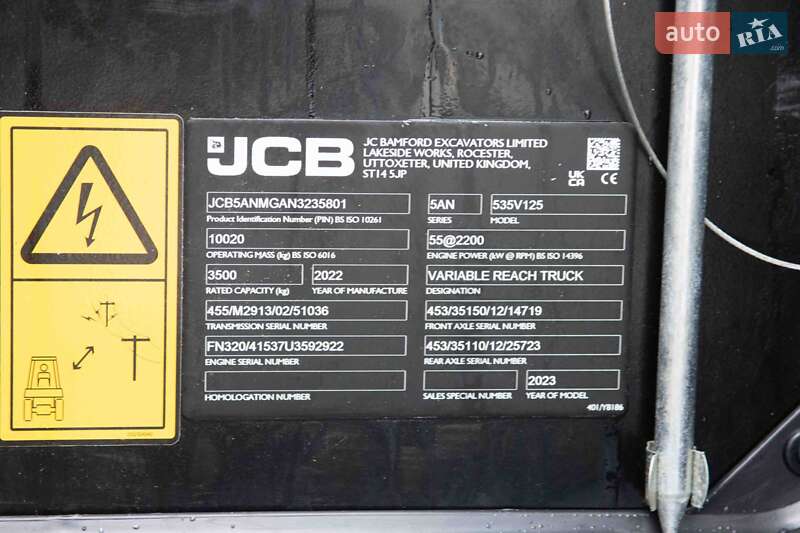 auto RIA .com
JCB
JC BAMFORD EXCAVATORS LIMITED
LAKESIDE WORKS, ROCESTER,
UTTOXETER, UNITED KINGDOM,
ST14 5JP
UK CA CE
JCB5ANMGAN3235801
Product Identification Number (PIN) BS ISO 10261
5AN
SERIES
535V125
MODEL
10020
OPERATING MASS (kg) BS ISO 6016
55@2200
ENGINE POWER (kW @ RPM) BS ISO 14396
3500
RATED CAPACITY (kg)
2022
YEAR OF MANUFACTURE
VARIABLE REACH TRUCK
DESIGNATION
455/M2913/02/51036
TRANSMISSION SERIAL NUMBER
453/35150/12/14719
FRONT AXLE SERIAL NUMBER
FN320/41537U3592922
ENGINE SERIAL NUMBER
453/35110/12/25723
REAR AXLE SERIAL NUMBER
HOMOLOGATION NUMBER
SALES SPECIAL NUMBER
2023
YEAR OF MODEL
401/YB186